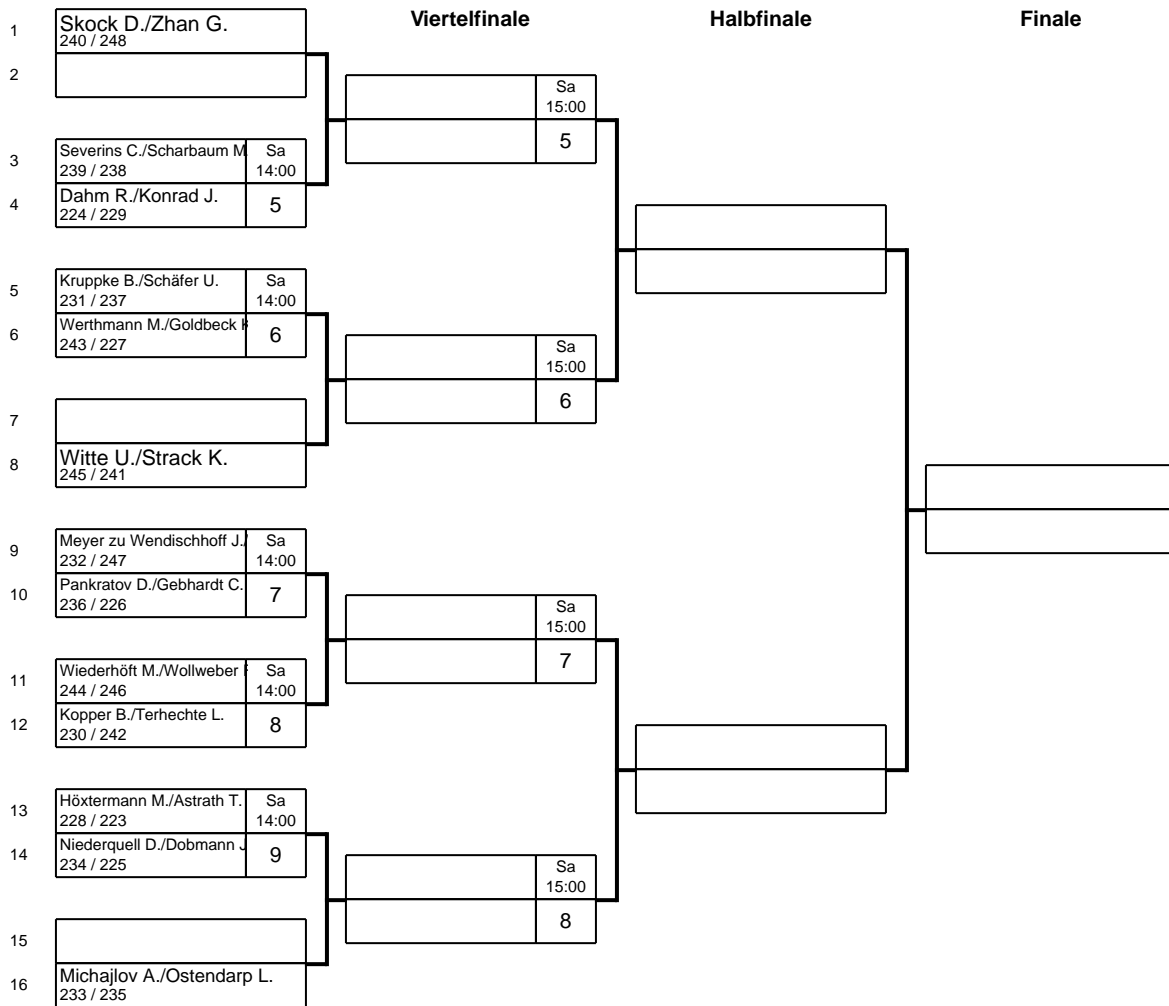 Viertelfinale
Halbfinale
Finale
1
Skock D./Zhan G.
240 / 248
2
Sa
15:00
5
3
Severins C./Scharbaum M
239 / 238
Sa
14:00
4
Dahm R./Konrad J.
224 / 229
5
5
Kruppke B./Schäfer U.
231 / 237
Sa
14:00
6
Werthmann M./Goldbeck
243 / 227
6
Sa
15:00
6
7
8
Witte U./Strack K.
245 / 241
9
Meyer zu Wendischhoff J./
232 / 247
Sa
14:00
10
Pankratov D./Gebhardt C.
236 / 226
7
Sa
15:00
7
11
Wiederhöft M./Wollweber
244 / 246
Sa
14:00
12
Kopper B./Terhechte L.
230 / 242
8
13
Höxtermann M./Astrath T.
228 / 223
Sa
14:00
14
Niederquell D./Dobmann J
234 / 225
9
Sa
15:00
8
15
16
Michajlov A./Ostendarp L.
233 / 235